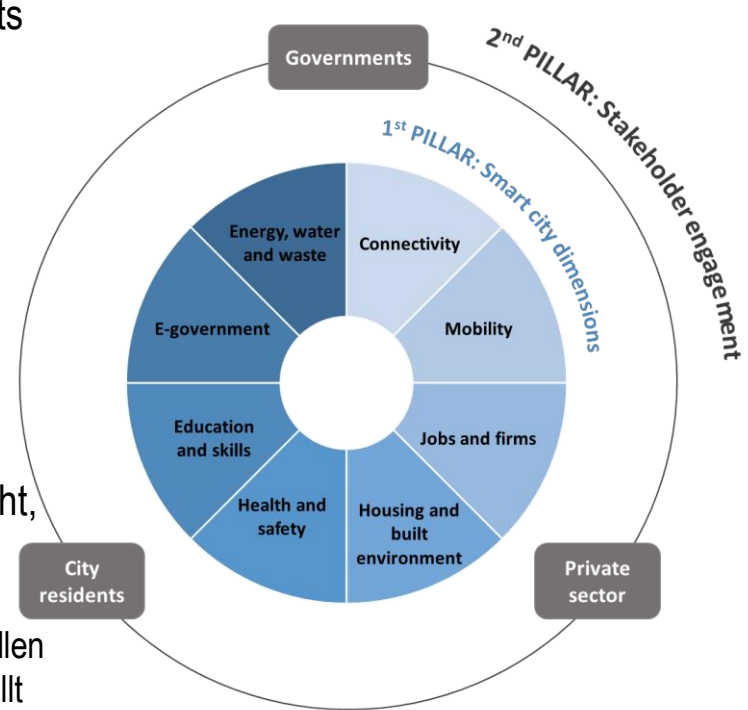 ts
Governments
2nd PILLAR: Stakeholder engagement
1st PILLAR: Smart city dimensions
Energy, water
and waste
Connectivity
E-government
Mobility
Education
and skills
Jobs and firms
Health and
safety
Housing and
built
environment
ht,
City
residents
Private
sector
llen
llt